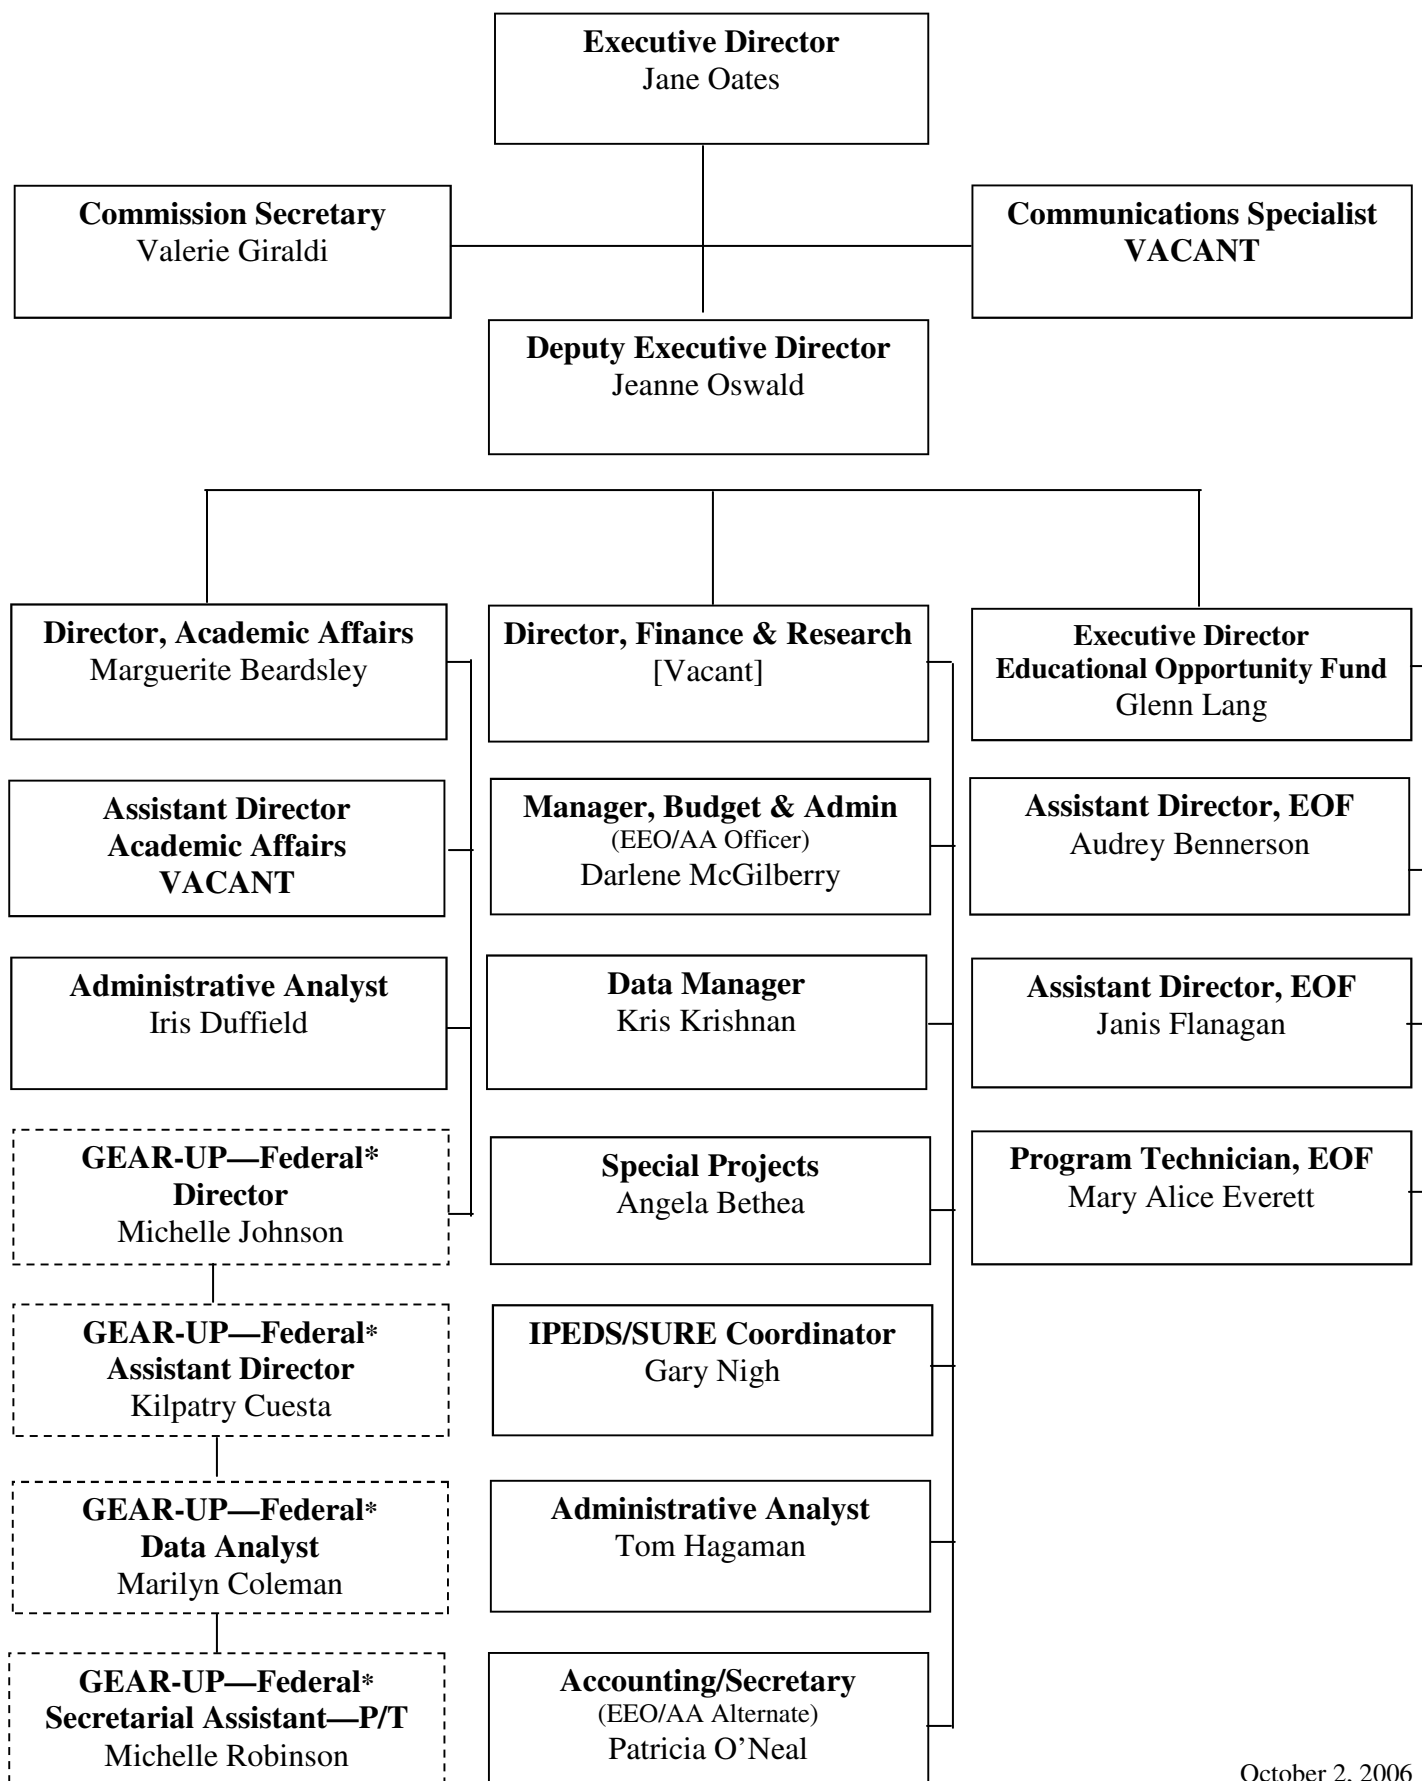 Executive Director
Jane Oates
Commission Secretary
Valerie Giraldi
Communications Specialist
VACANT
Deputy Executive Director
Jeanne Oswald
Director, Academic Affairs
Marguerite Beardsley
Director, Finance & Research
[Vacant]
Executive Director
Educational Opportunity Fund
Glenn Lang
Assistant Director
Academic Affairs
VACANT
Manager, Budget & Admin
(EEO/AA Officer)
Darlene McGilberry
Assistant Director, EOF
Audrey Bennerson
Administrative Analyst
Iris Duffield
Data Manager
Kris Krishnan
Assistant Director, EOF
Janis Flanagan
GEAR-UP—Federal*
Director
Michelle Johnson
Special Projects
Angela Bethea
Program Technician, EOF
Mary Alice Everett
GEAR-UP—Federal*
Assistant Director
Kilpatry Cuesta
IPEDS/SURE Coordinator
Gary Nigh
GEAR-UP—Federal*
Data Analyst
Marilyn Coleman
Administrative Analyst
Tom Hagaman
GEAR-UP—Federal*
Secretarial Assistant—P/T
Michelle Robinson
Accounting/Secretary
(EEO/AA Alternate)
Patricia O’Neal
October 2, 2006